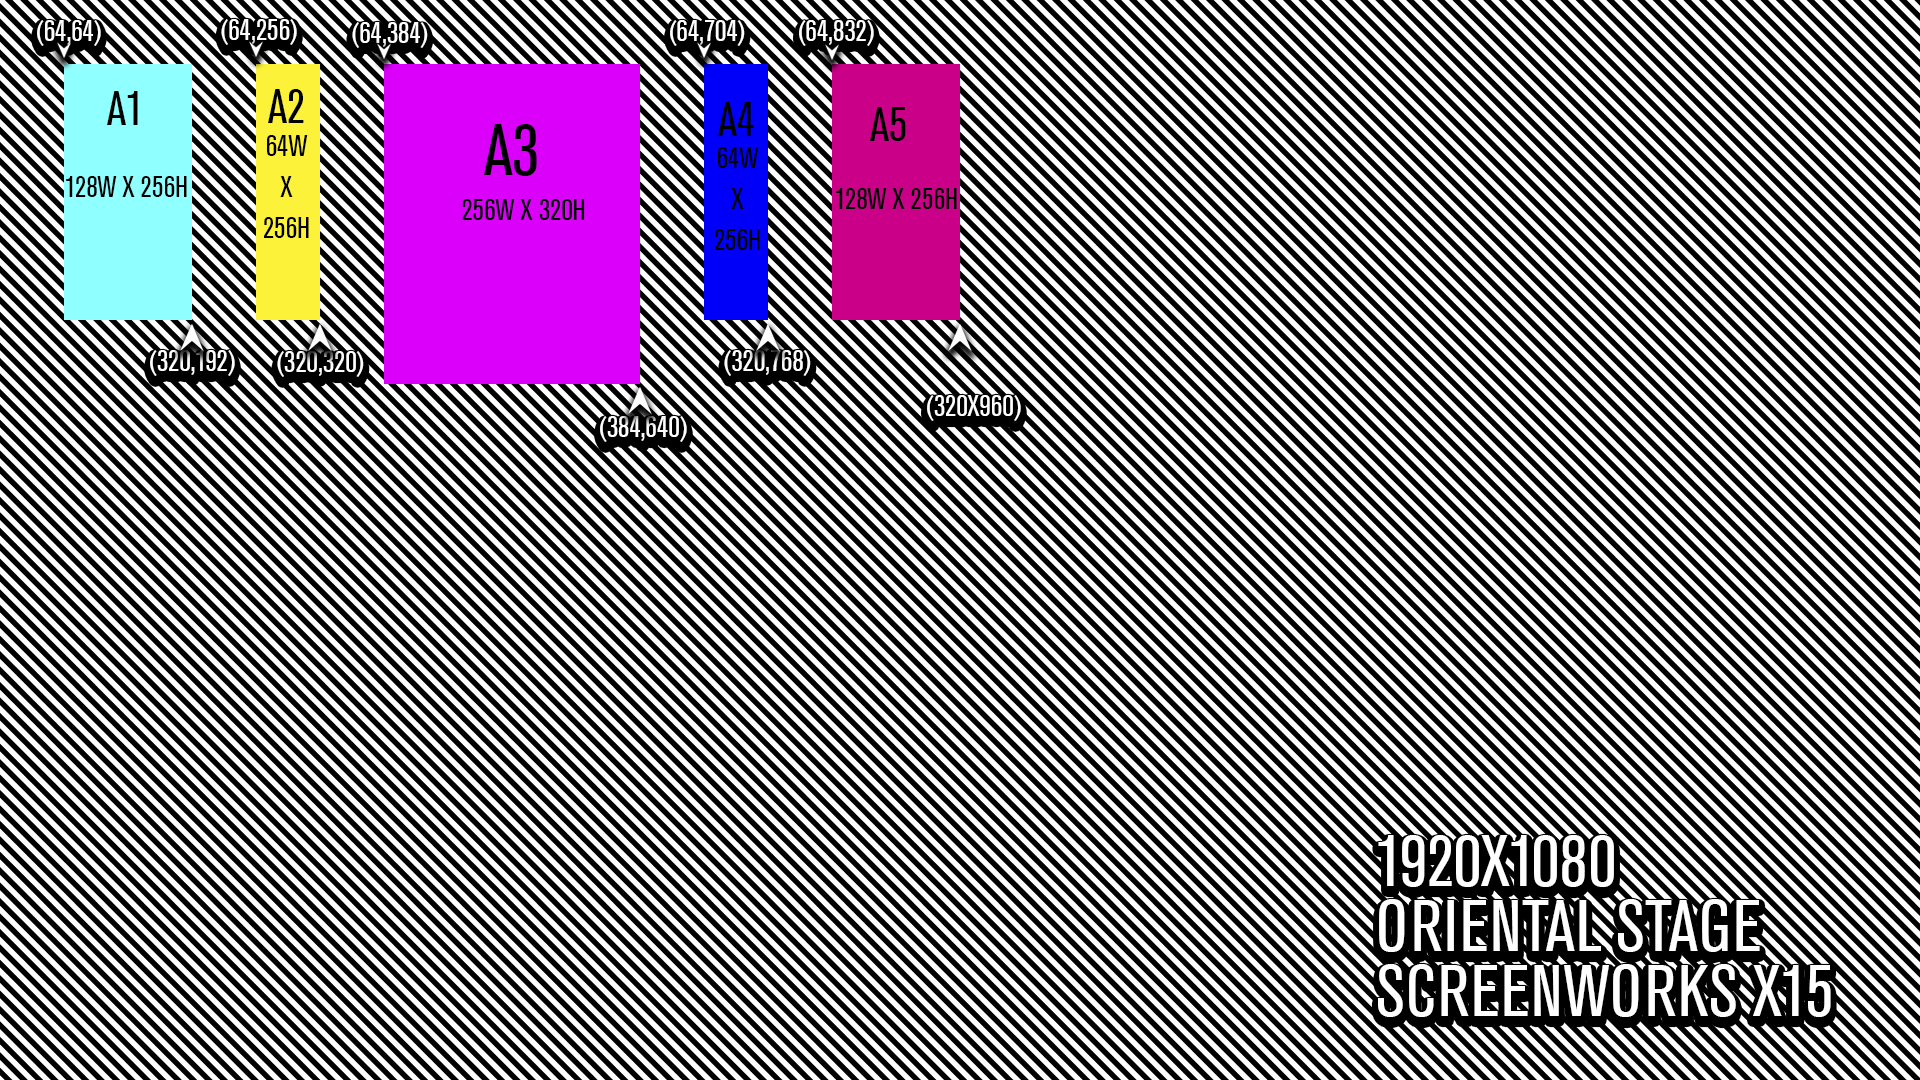 (64,64)
(64,256)
(64,384)
(64,704)
(64,832)
A1
128W X 256H
A2
64W
X
256H
A3
256W X 320H
A4
64W
X
256H
A5
128W X 256H
(320,192)
(320,320)
(384,640)
(320,768)
(320X960)
1920X1080
ORIENTAL STAGE
SCREENWORKS X15